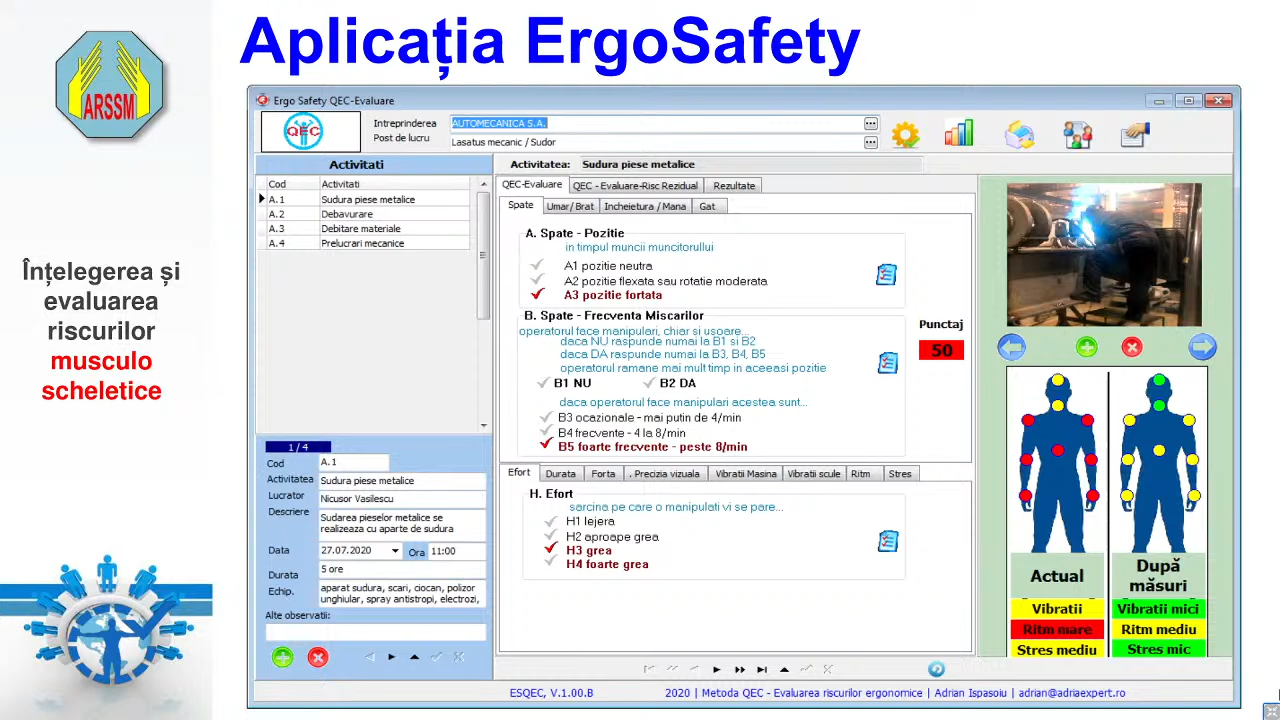 Aplicația ErgoSafety
ARSSM
Înțelegerea și
evaluarea
riscurilor
musculo
scheletice
Ergo Safety QEC-Evaluare
QEC
Intreprinderea
AUTOMECANICA S.A.
Post de lucru
Lasatus mecanic / Sudor
Activitati
Cod Activitati
A.1 Sudura piese metalice
A.2 Debavurare
A.3 Debitare materiale
A.4 Prelucrari mecanice
1/4
Cod A.1
Activitatea Sudura piese metalice
Lucrator Nicusor Vasilescu
Descriere Sudarea pieselor metalice se
realizeaza cu aparte de sudura
Data 27.07.2020 Ora 11:00
Durata 5 ore
Echip. aparat sudura, scari, ciocan, polizor
unghiular, spray antistropi, electrozi,
Alte observatii:
Activitatea: Sudura piese metalice
QEC-Evaluare QEC - Evaluare-Risc Rezidual Rezultate
Spate Umar/Brat Incheietura / Mana Gat
A. Spate - Pozitie
in timpul muncii muncitorului
A1 pozitie neutra
A2 pozitie flexata sau rotatie moderata
A3 pozitie fortata
B. Spate - Frecventa Miscarilor
operatorul face manipulari, chiar si usoare...
daca NU raspunde numai la B1 si B2
daca DA raspunde numai la B3, B4, B5
operatorul ramane mai mult timp in aceeasi pozitie
B1 NU B2 DA
daca operatorul face manipulari acestea sunt...
B3 ocazionale - mai putin de 4/min
B4 frecvente - 4 la 8/min
B5 foarte frecvente - peste 8/min
Punctaj
50
Efort Durata Forta . Precizia vizuala Vibratii Masina Vibratii scule Ritm Stres
H. Efort
sarcina pe care o manipulati vi se pare...
H1 lejera
H2 aproape grea
H3 grea
H4 foarte grea
Actual
Vibratii
Ritm mare
Stres mediu
După
măsuri
Vibratii mici
Ritm mediu
Stres mic
ESQEC, V.1.00.B 2020 | Metoda QEC - Evaluarea riscurilor ergonomice | Adrian Ispasoiu | adrian@adriaexpert.ro